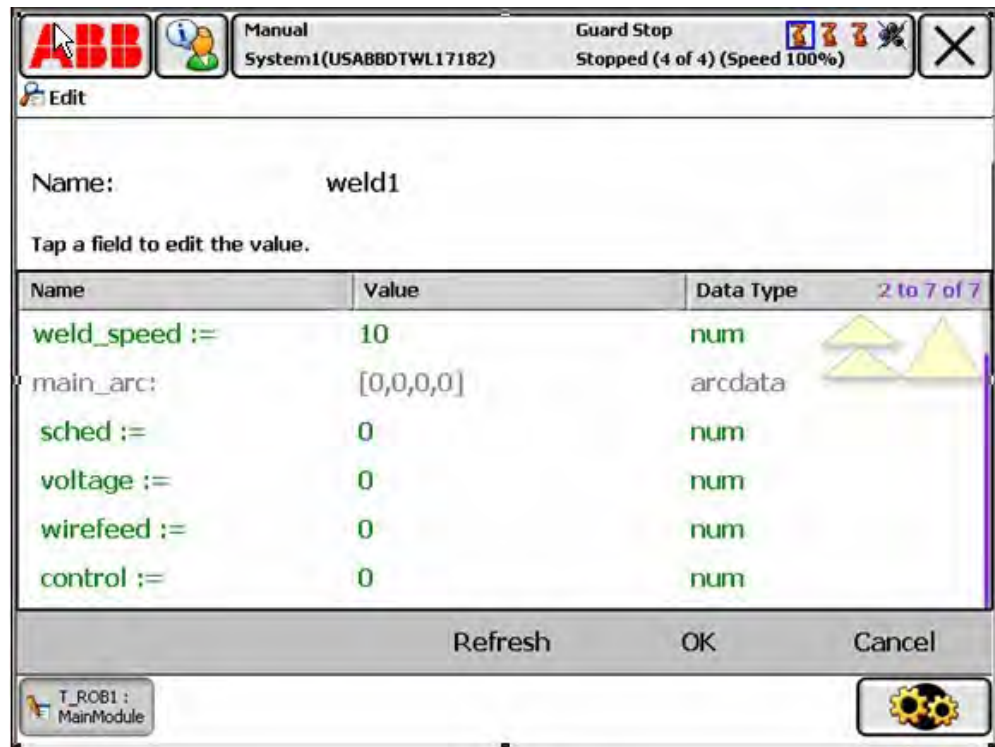 ABB
Manual
System1(USABBDTWL17182)
Guard Stop
Stopped (4 of 4) (Speed 100%)
Edit
Name: weld1
Tap a field to edit the value.
Name Value Data Type 2 to 7 of 7
weld_speed := 10 num
main_arc: [0,0,0,0] arcdata
sched := 0 num
voltage := 0 num
wirefeed := 0 num
control := 0 num
Refresh OK Cancel
T_ROB1 :
MainModule